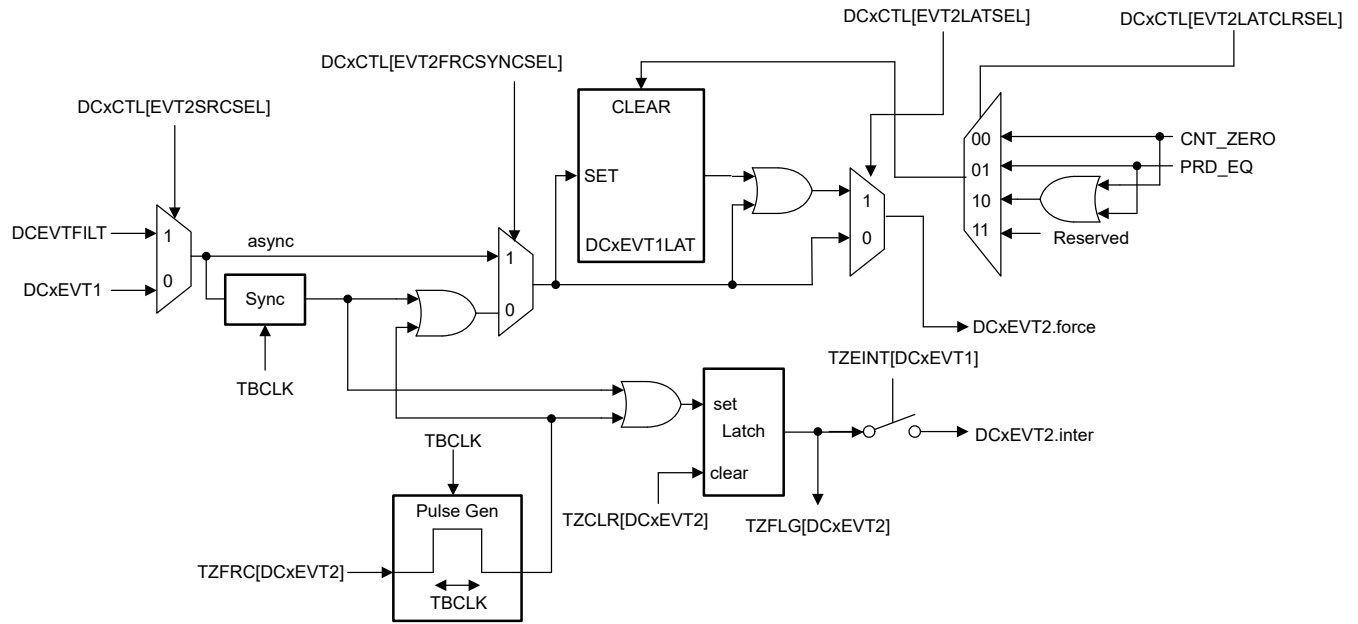 DCxCTL[EVT2LATSEL]
DCxCTL[EVT2LATCLRSEL]
DCxCTL[EVT2FRCSYNCSEL]
DCxCTL[EVT2SRCSEL]
CLEAR
SET
DCxEVT1LAT
00
01
10
11
CNT_ZERO
PRD_EQ
Reserved
1
0
DCEVTFILT
DCxEVT1
1
0
async
Sync
TBCLK
1
0
DCxEVT2.force
TZEINT[DCxEVT1]
set
Latch
clear
DCxEVT2.inter
TZCLR[DCxEVT2]
TZFLG[DCxEVT2]
TBCLK
Pulse Gen
TZFRC[DCxEVT2]
TBCLK